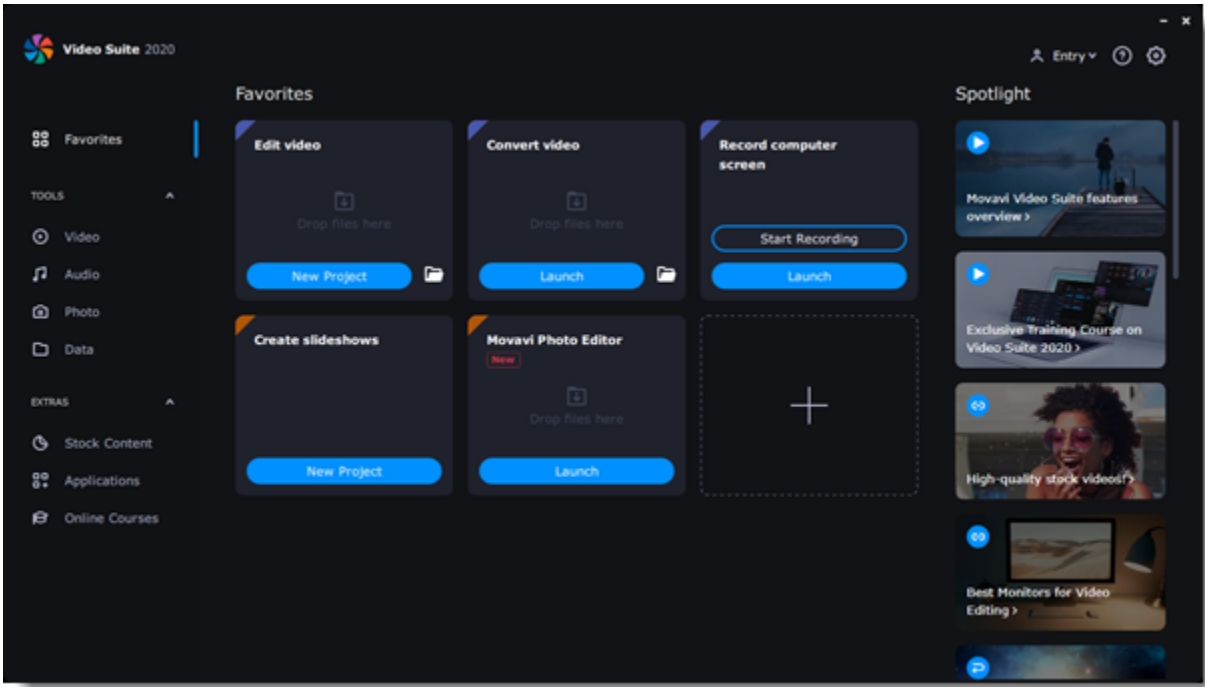 Video Suite 2020
Entry
Favorites
TOOLS
Video
Audio
Photo
Data
EXTRAS
Stock Content
Applications
Online Courses
Favorites
Edit video
Drop files here
New Project
Convert video
Drop files here
Launch
Record computer
screen
Start Recording
Launch
Create slideshows
New Project
Movavi Photo Editor
New
Drop files here
Launch
Spotlight
Movavi Video Suite features
overview >
Exclusive Training Course on
Video Suite 2020 >
High-quality stock videos! >
Best Monitors for Video
Editing >